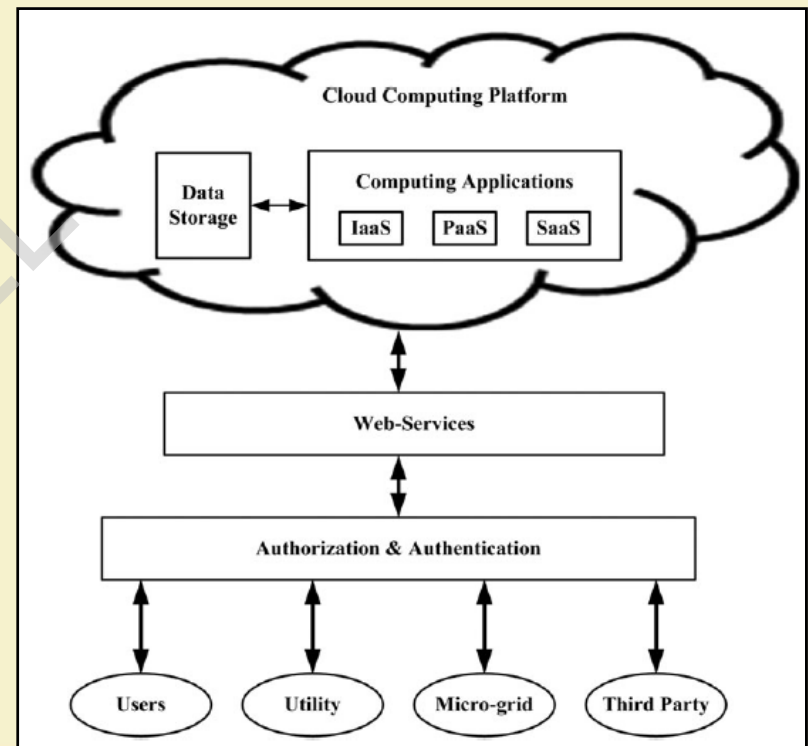 Cloud Computing Platform
Data
Storage
Computing Applications
IaaS PaaS SaaS
Web-Services
Authorization & Authentication
Users Utility Micro-grid Third Party